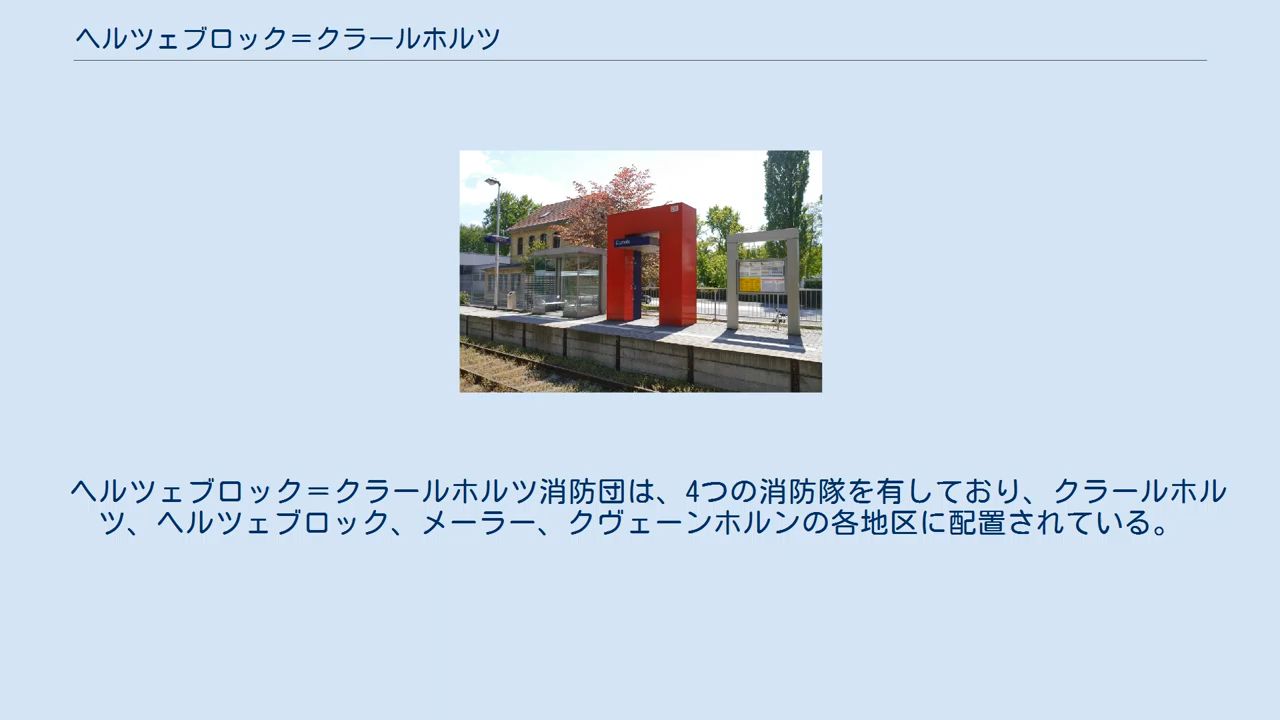 ヘルツェブロック＝クラールホルツ
ヘルツェブロック＝クラールホルツ消防団は、4つの消防隊を有しており、クラールホル
ツ、ヘルツェブロック、メーラー、クヴェーンホルンの各地区に配置されている。